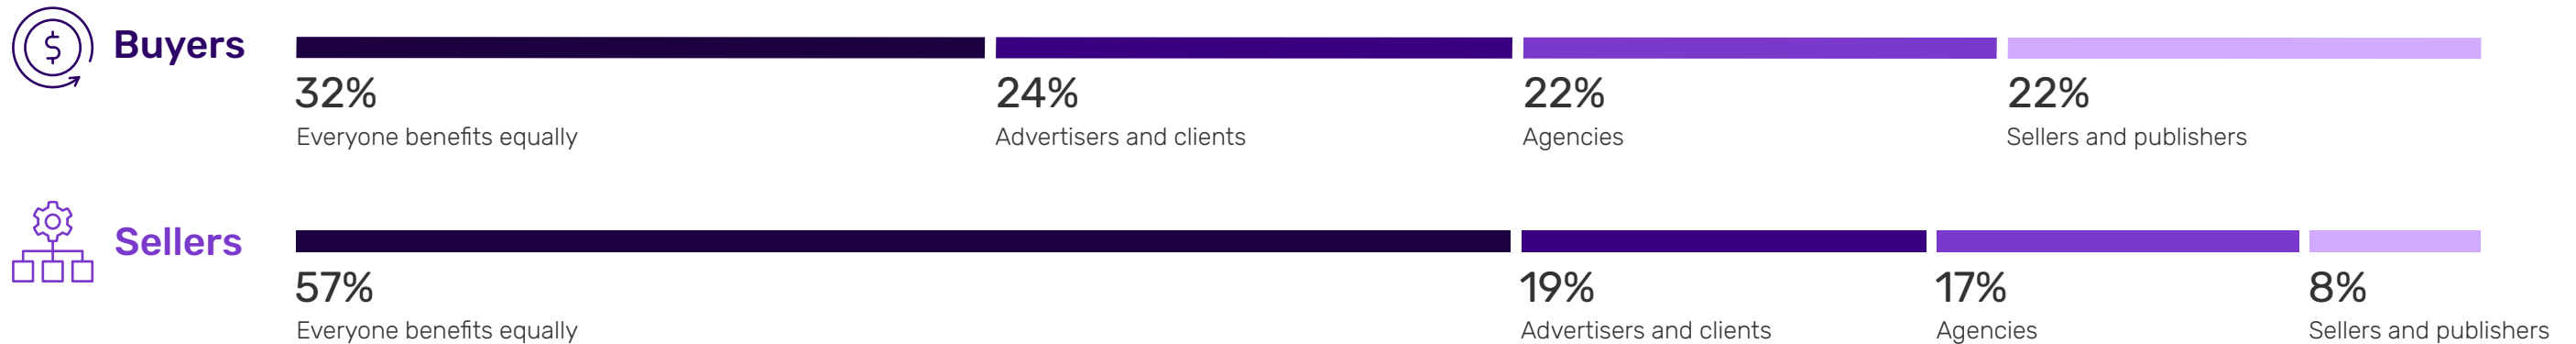 Buyers
32%
24%
22%
22%
Everyone benefits equally
Advertisers and clients
Agencies
Sellers and publishers
Sellers
57%
19%
17%
8%
Everyone benefits equally
Advertisers and clients
Agencies
Sellers and publishers